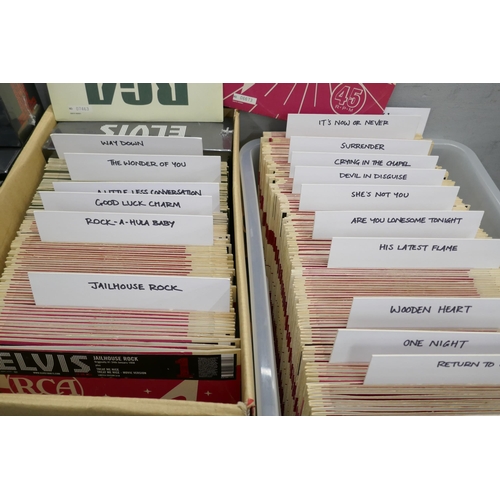 RCA
45
R.P.M
WAY DOWN
ELVIS
THE WONDER OF YOU
A LITTLE LESS CONVERSATION
GOOD LUCK CHARM
ROCK-A-HULA BABY
JAILHOUSE ROCK
ELVIS
JAILHOUSE ROCK
1
RCA
IT'S NOW OR NEVER
SURRENDER
CRYING IN THE CHAPEL
DEVIL IN DISGUISE
SHE'S NOT YOU
ARE YOU LONESOME TONIGHT
HIS LATEST FLAME
WOODEN HEART
ONE NIGHT
RETURN TO